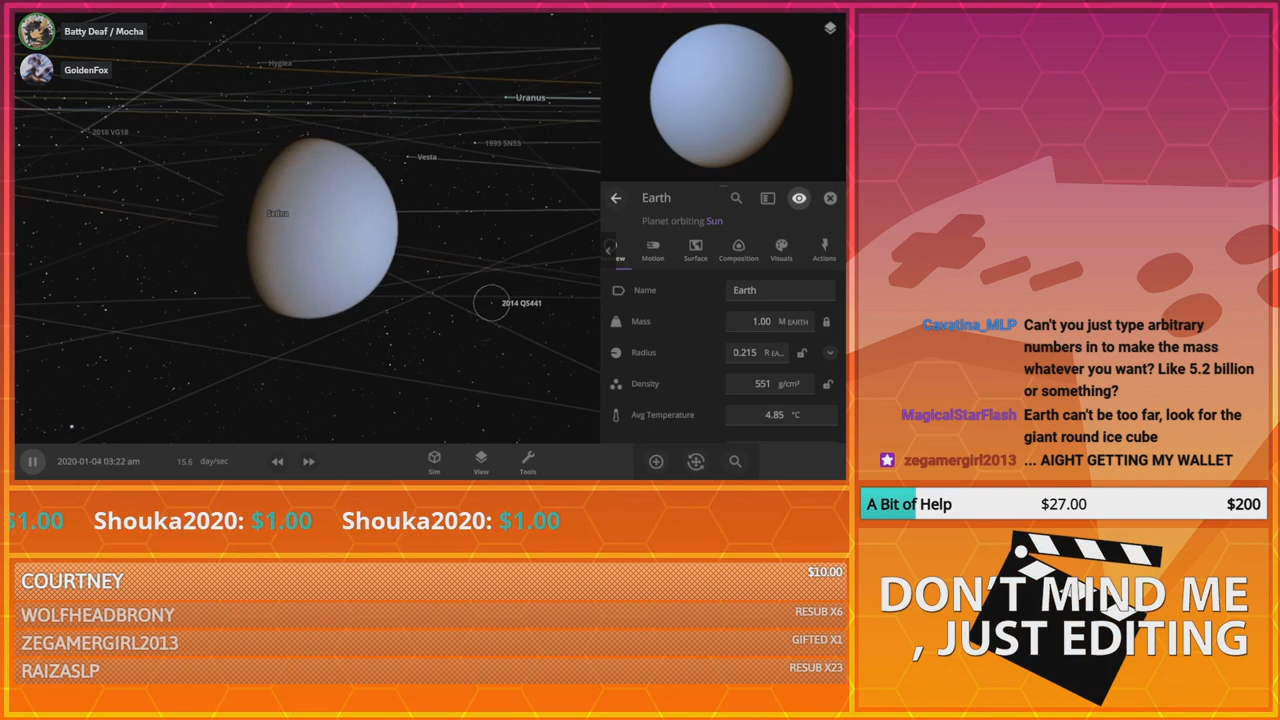 Batty Deaf / Mocha
GoldenFox
Hygiea
Uranus
2018 VG18
1995 SN55
Vesta
Sedna
2014 QS441
Earth
Planet orbiting Sun
ew
Motion
Surface
Composition
Visuals
Actions
Name
Earth
Mass
1.00 M EARTH
Radius
0.215 R EA...
Density
551 g/cm³
Avg Temperature
4.85 °C
2020-01-04 03:22 am
15.6 day/sec
Sim
View
Tools
Cavatina_MLP Can't you just type arbitrary
numbers in to make the mass
whatever you want? Like 5.2 billion
or something?
MagicalStarFlash Earth can't be too far, look for the
giant round ice cube
zegamergirl2013 ... AIGHT GETTING MY WALLET
A Bit of Help $27.00 $200
$1.00 Shouka2020: $1.00 Shouka2020: $1.00
COURTNEY $10.00
WOLFHEADBRONY RESUB X6
ZEGAMERGIRL2013 GIFTED X1
RAIZASLP RESUB X23
DON'T MIND ME
, JUST EDITING